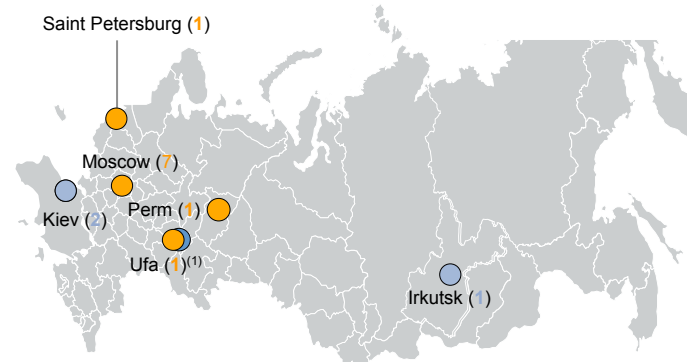 Saint Petersburg (1)
Moscow (7)
Perm (1)
Kiev (2)
Ufa (1)(1)
Irkutsk (1)